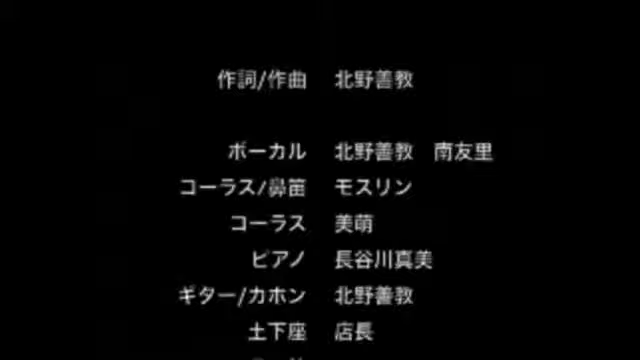 作詞/作曲 北野善教
ボーカル 北野善教 南友里
コーラス/鼻笛 モスリン
コーラス 美萌
ピアノ 長谷川真美
ギター/カホン 北野善教
土下座 店長